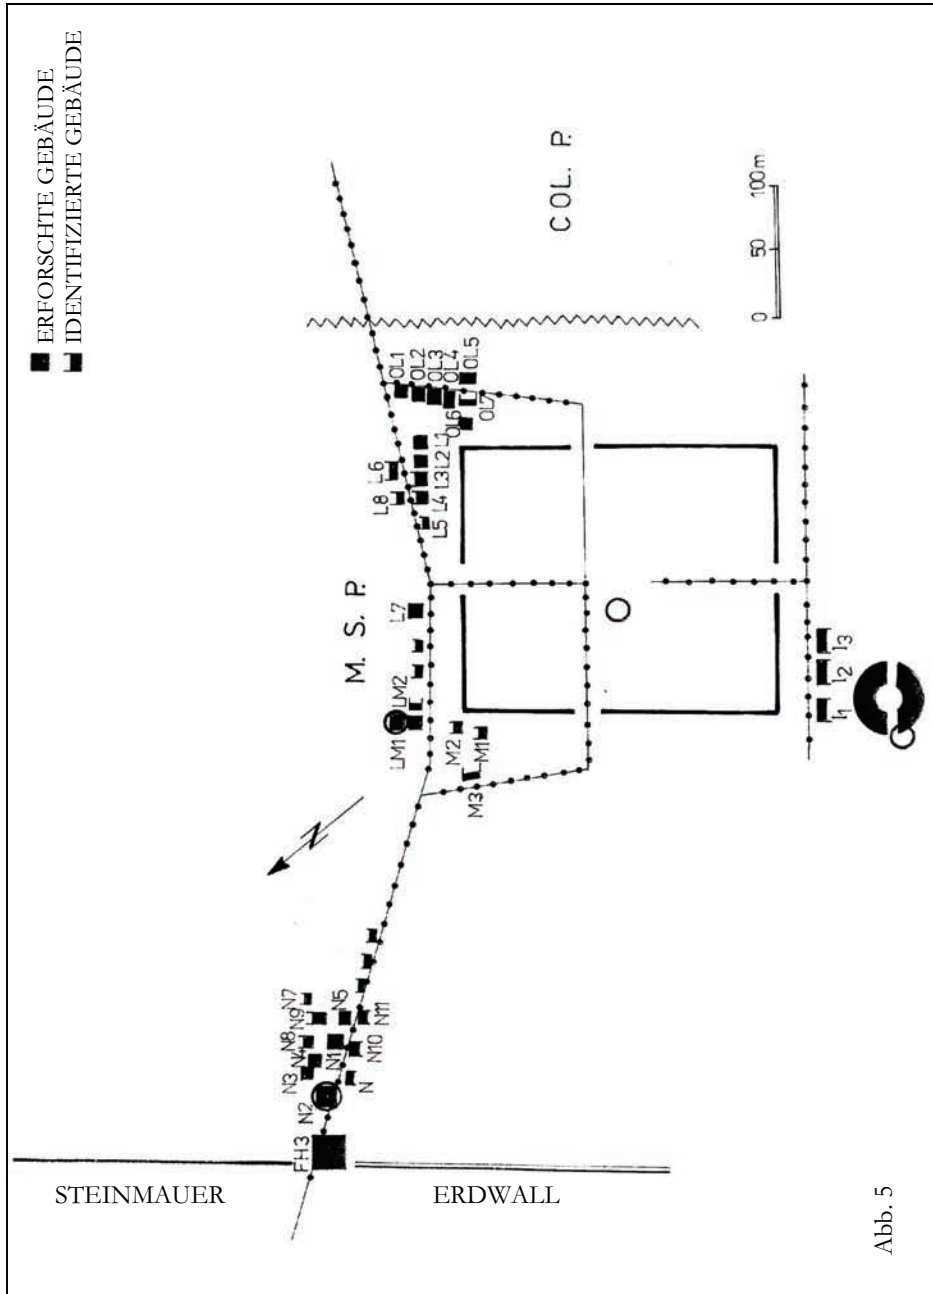 ERFORSCHTE GEBÄUDE
IDENTIFIZIERTE GEBÄUDE
COL. P.
0 50 100m
M. S. P.
OL1
OL2
OL3
OL4
OL5
OL6
OL7
L6
L8
L1
L2
L3
L4
L5
L7
LM2
LM1
M2
M1
M3
I1
I2
I3
N7
N9
N8
N4
N3
N5
N1
N11
N10
N
N2
FH3
STEINMAUER
ERDWALL
Abb. 5